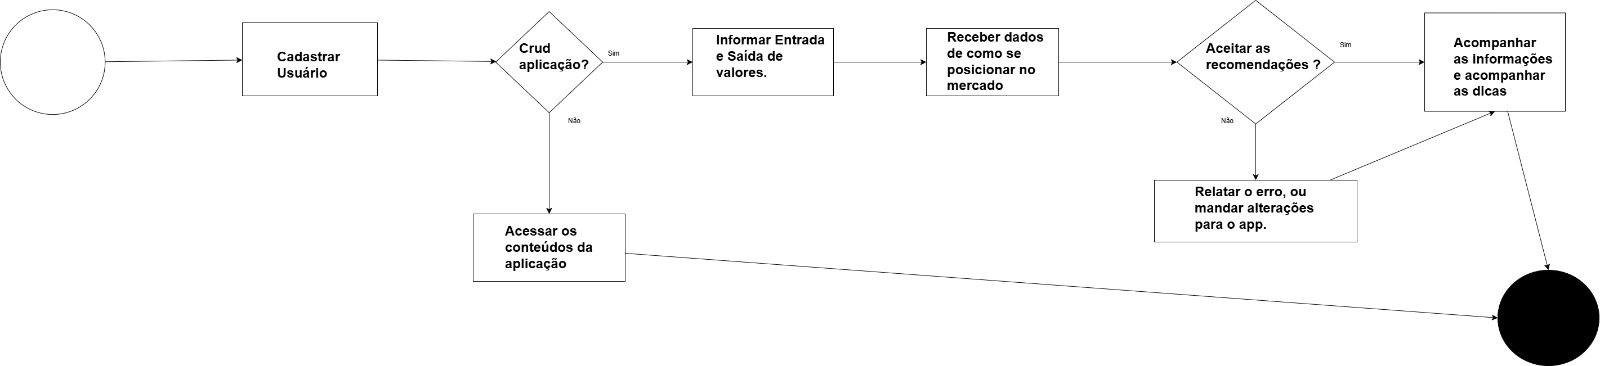 Cadastrar
Usuário
Crud
aplicação?
Sim
Não
Informar Entrada
e Saída de
valores.
Receber dados
de como se
posicionar no
mercado
Aceitar as
recomendações ?
Sim
Não
Acompanhar
as Informações
e acompanhar
as dicas
Relatar o erro, ou
mandar alterações
para o app.
Acessar os
conteúdos da
aplicação